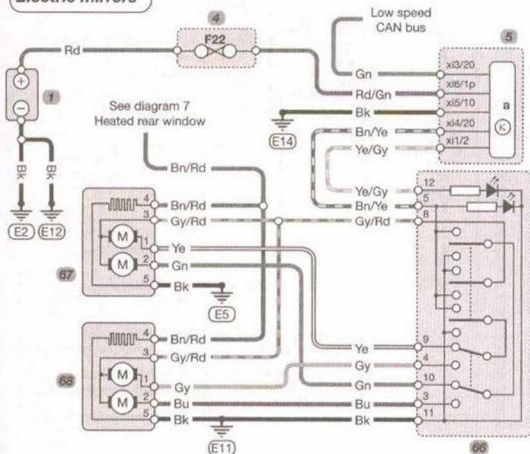 Electric mirrors
4
F22
Rd
Low speed
CAN bus
5
xi3/20
xi6/1p
xi5/10
xi4/20
xi1/2
a
K
Gn
Rd/Gn
Bk
Bn/Ye
Ye/Gy
E14
+
−
1
Bk
Bk
E2
E12
See diagram 7
Heated rear window
Bn/Rd
Ye/Gy
Bn/Ye
Gy/Rd
12
5
8
4
3
1
2
5
M
M
Bn/Rd
Gy/Rd
Ye
Gn
Bk
E5
67
4
3
1
2
5
M
M
Bn/Rd
Gy/Rd
Gy
Bu
Bk
E11
68
Ye
Gy
Gn
Bu
Bk
9
4
10
3
11
66